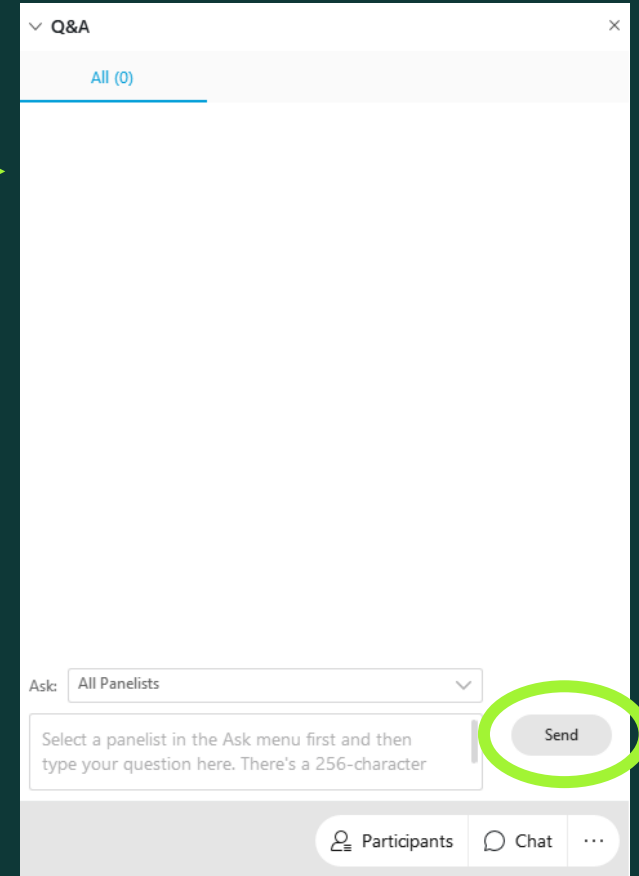 Q&A
All (0)
Ask: All Panelists
Select a panelist in the Ask menu first and then
type your question here. There's a 256-character
Send
Participants Chat